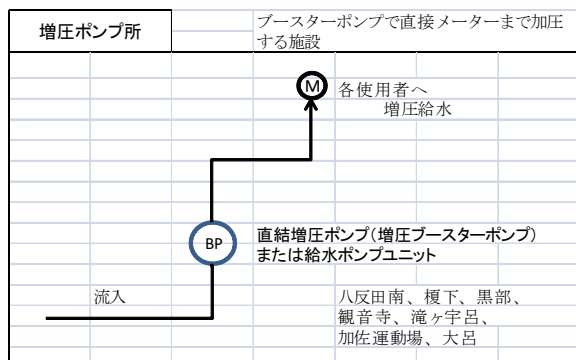 増圧ポンプ所
ブースターポンプで直接メーターまで加圧
する施設
M
各使用者へ
増圧給水
BP
直結増圧ポンプ（増圧ブースターポンプ）
または給水ポンプユニット
流入
八反田南、榎下、黒部、
観音寺、滝ヶ宇呂、
加佐運動場、大呂